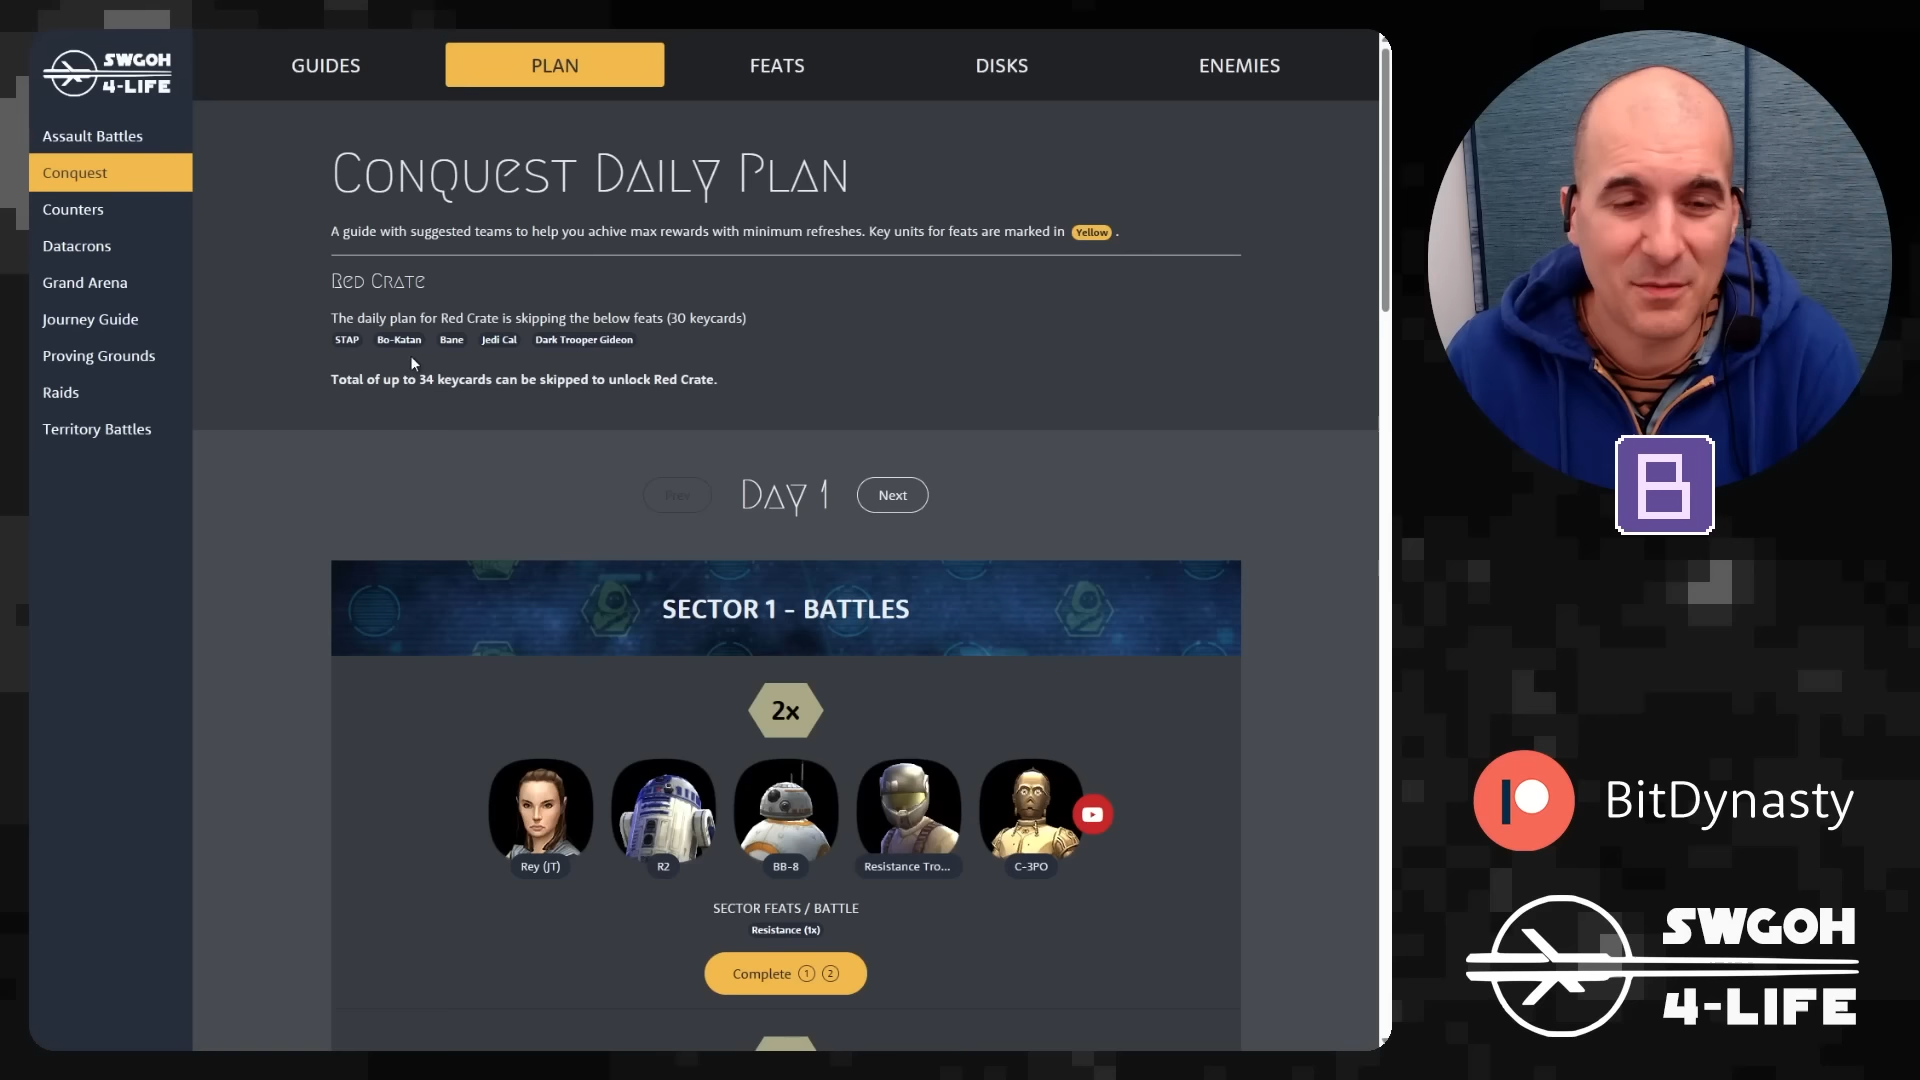 SWGOH
4-LIFE
GUIDES
PLAN
FEATS
DISKS
ENEMIES
Assault Battles
Conquest
Counters
Datacrons
Grand Arena
Journey Guide
Proving Grounds
Raids
Territory Battles
Conquest Daily Plan
A guide with suggested teams to help you achive max rewards with minimum refreshes. Key units for feats are marked in Yellow .
Red Crate
The daily plan for Red Crate is skipping the below feats (30 keycards)
STAP Bo-Katan Bane Jedi Cal Dark Trooper Gideon
Total of up to 34 keycards can be skipped to unlock Red Crate.
Prev Day 1 Next
SECTOR 1 - BATTLES
2x
Rey (JT) R2 BB-8 Resistance Tro... C-3PO
SECTOR FEATS / BATTLE
Resistance (1x)
Complete 1 2
B
BitDynasty
SWGOH
4-LIFE